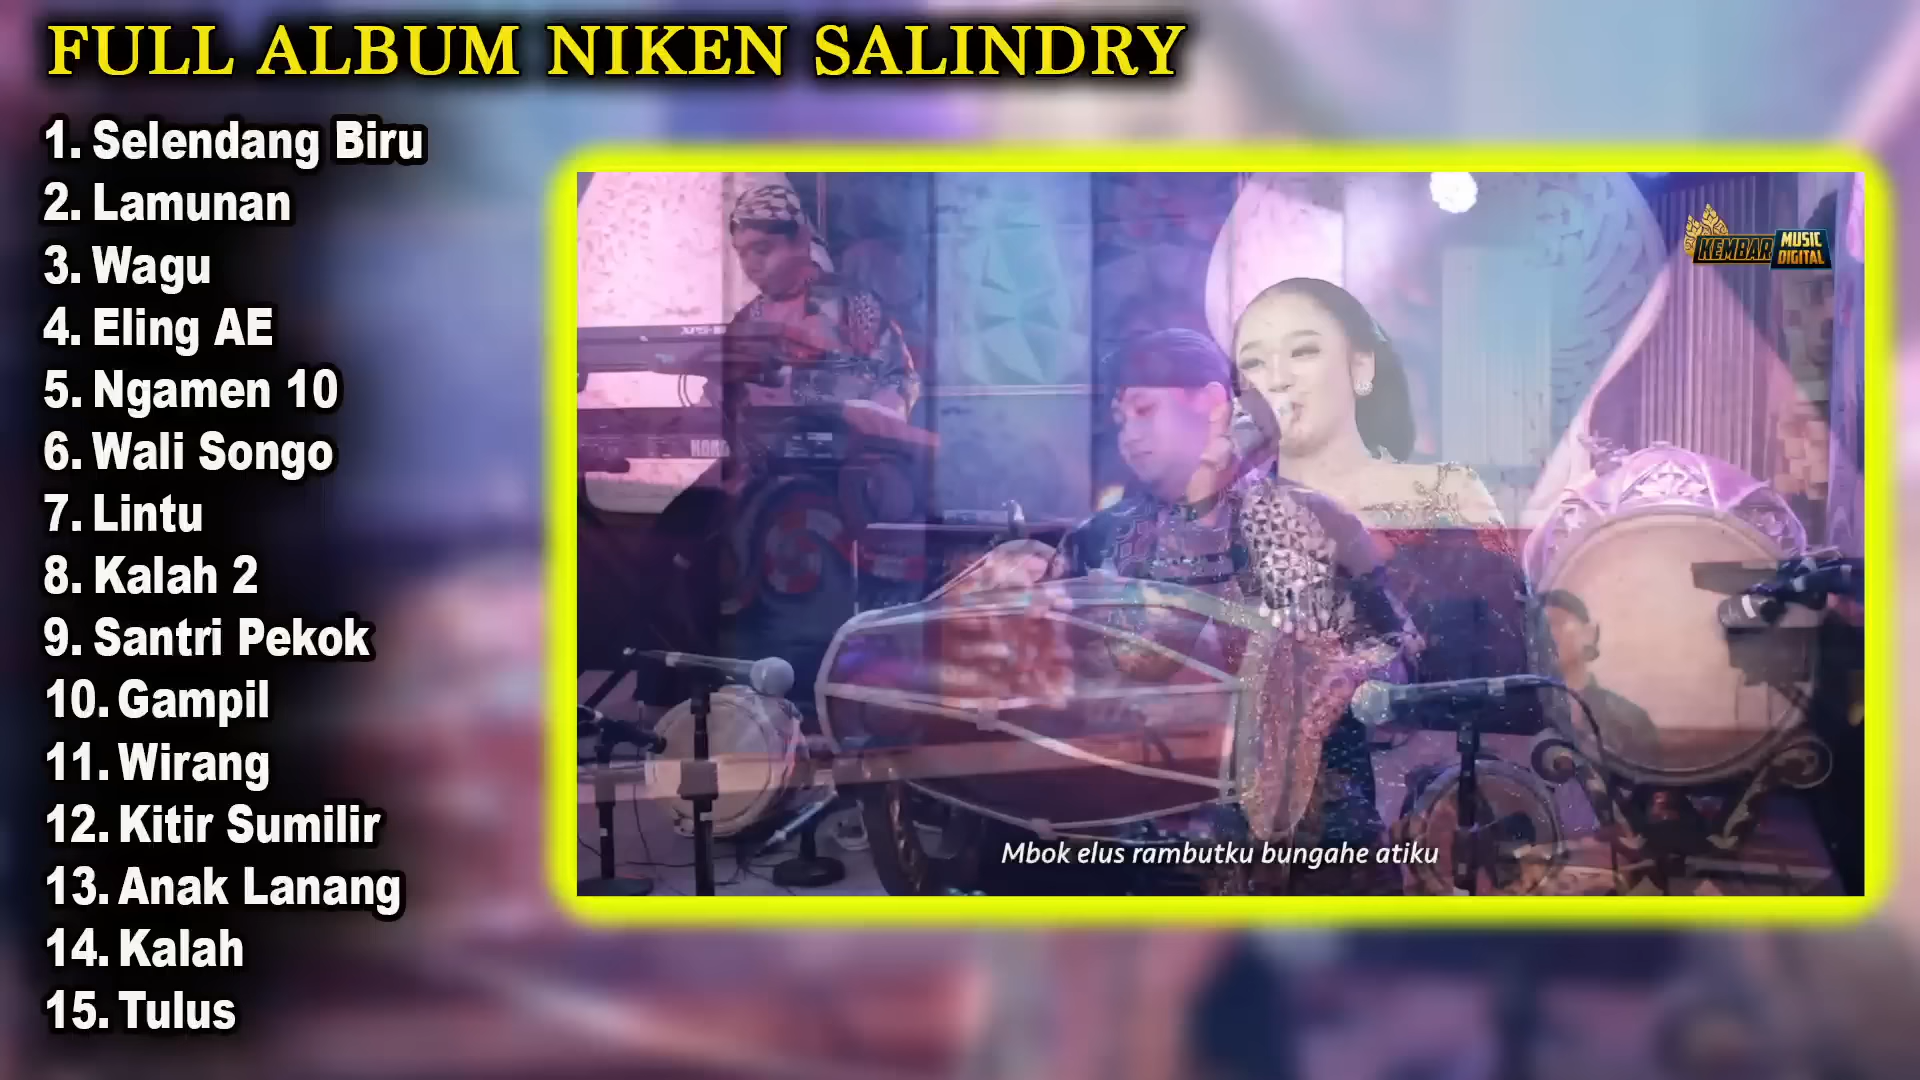 FULL ALBUM NIKEN SALINDRY
1. Selendang Biru
2. Lamunan
3. Wagu
4. Eling AE
5. Ngamen 10
6. Wali Songo
7. Lintu
8. Kalah 2
9. Santri Pekok
10. Gampil
11. Wirang
12. Kitir Sumilir
13. Anak Lanang
14. Kalah
15. Tulus
KEMBAR MUSIC DIGITAL
KORG
Mbok elus rambutku bungahe atiku